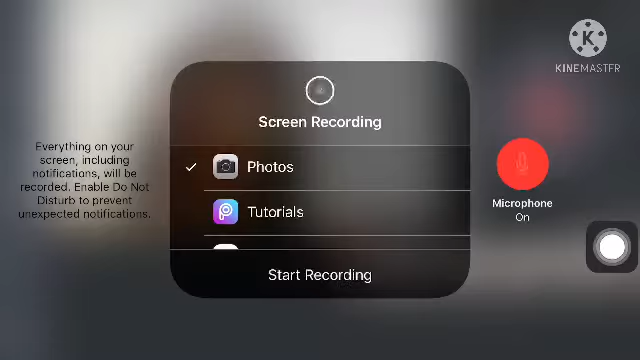 KINEMASTER
Screen Recording
Everything on your
screen, including
notifications, will be
recorded. Enable Do Not
Disturb to prevent
unexpected notifications.
Photos
Tutorials
Start Recording
Microphone
On